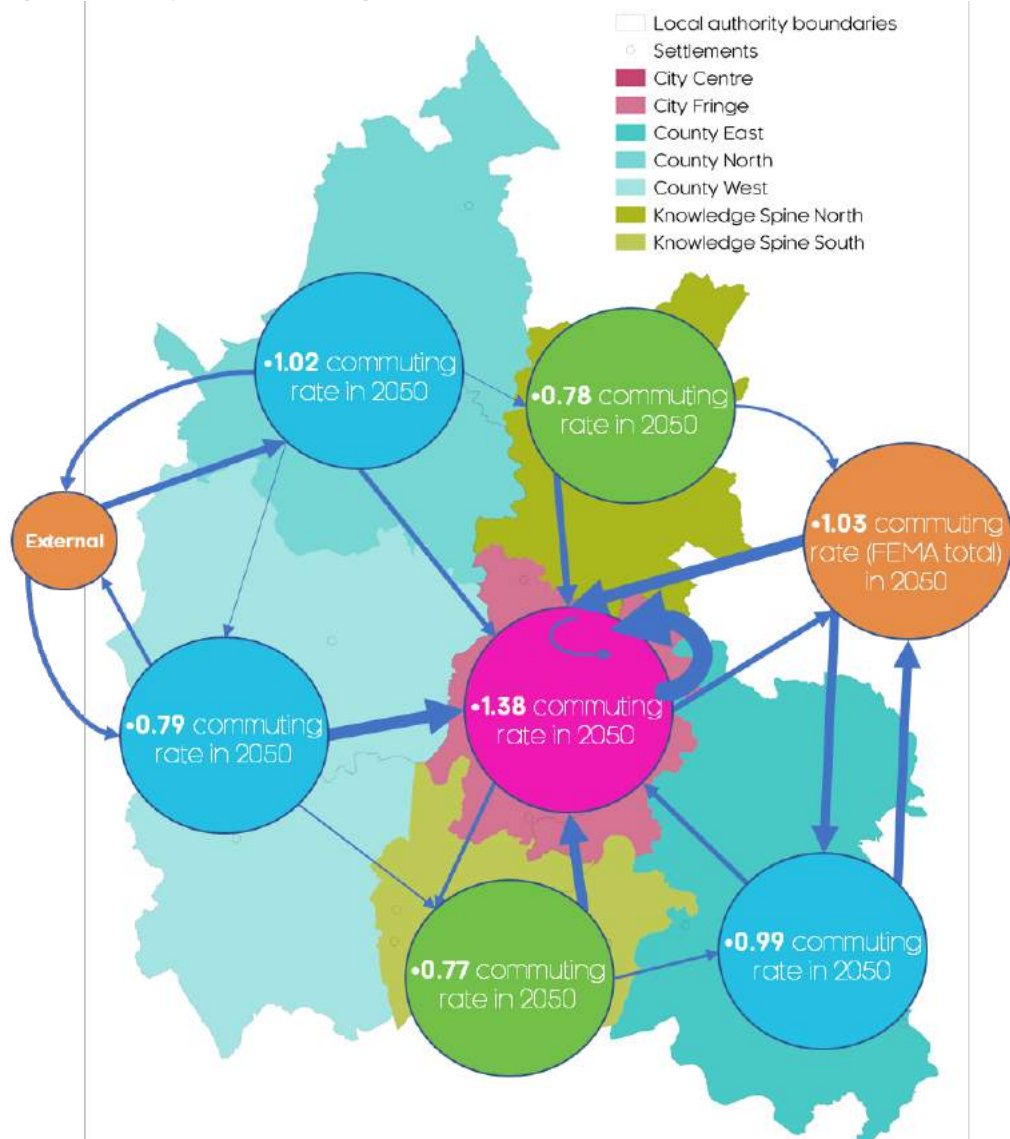 Local authority boundaries
Settlements
City Centre
City Fringe
County East
County North
County West
Knowledge Spine North
Knowledge Spine South
•1.02 commuting
rate in 2050
•0.78 commuting
rate in 2050
External
•1.03 commuting
rate (FEMA total)
in 2050
•0.79 commuting
rate in 2050
•1.38 commuting
rate in 2050
•0.77 commuting
rate in 2050
•0.99 commuting
rate in 2050